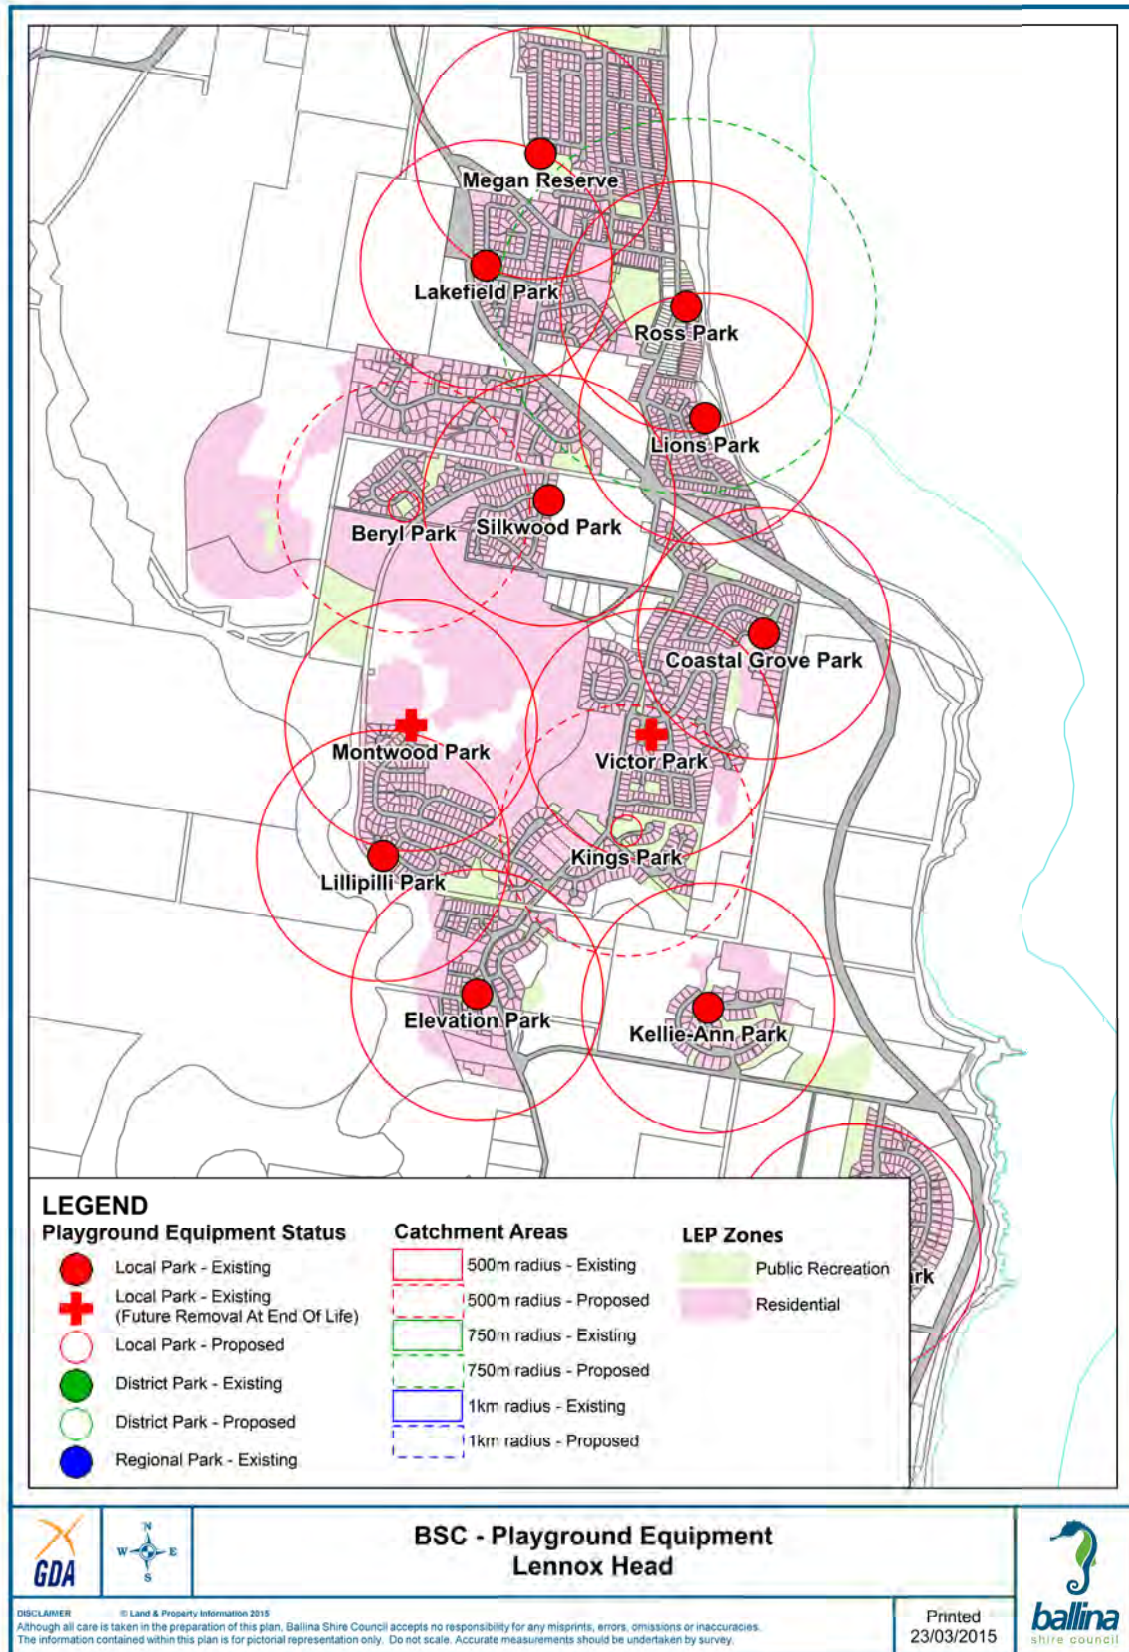 Megan Reserve
Lakefield Park
Ross Park
Lions Park
Beryl Park
Silkwood Park
Coastal Grove Park
Montwood Park
Victor Park
Kings Park
Lillipilli Park
Elevation Park
Kellie-Ann Park
LEGEND
Playground Equipment Status
Local Park - Existing
Local Park - Existing
(Future Removal At End Of Life)
Local Park - Proposed
District Park - Existing
District Park - Proposed
Regional Park - Existing
Catchment Areas
500m radius - Existing
500m radius - Proposed
750m radius - Existing
750m radius - Proposed
1km radius - Existing
1km radius - Proposed
LEP Zones
Public Recreation
Residential
rk
GDA
N
W E
S
BSC - Playground Equipment
Lennox Head
ballina
shire council
DISCLAIMER © Land & Property Information 2015
Although all care is taken in the preparation of this plan, Ballina Shire Council accepts no responsibility for any misprints, errors, omissions or inaccuracies.
The information contained within this plan is for pictorial representation only. Do not scale. Accurate measurements should be undertaken by survey.
Printed
23/03/2015